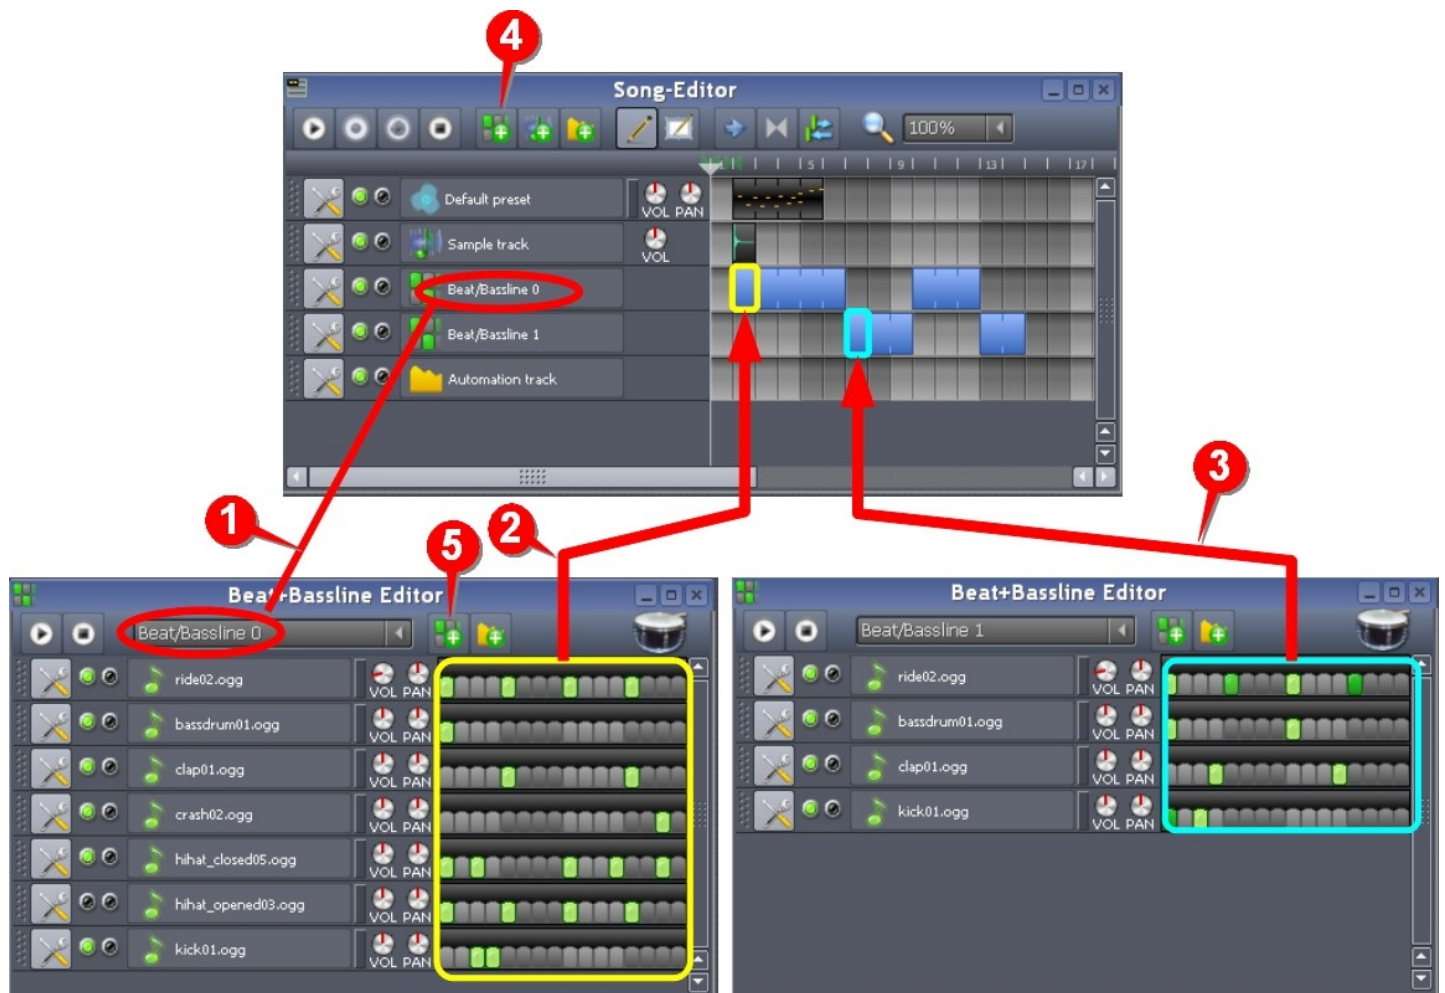 4
Song-Editor
100%
1 | 5 | 9 | 13 | 17
Default preset VOL PAN
Sample track VOL
Beat/Bassline 0
Beat/Bassline 1
Automation track
3
1
2
5
Beat+Bassline Editor
Beat/Bassline 0
ride02.ogg VOL PAN
bassdrum01.ogg VOL PAN
clap01.ogg VOL PAN
crash02.ogg VOL PAN
hihat_closed05.ogg VOL PAN
hihat_opened03.ogg VOL PAN
kick01.ogg VOL PAN
Beat+Bassline Editor
Beat/Bassline 1
ride02.ogg VOL PAN
bassdrum01.ogg VOL PAN
clap01.ogg VOL PAN
kick01.ogg VOL PAN